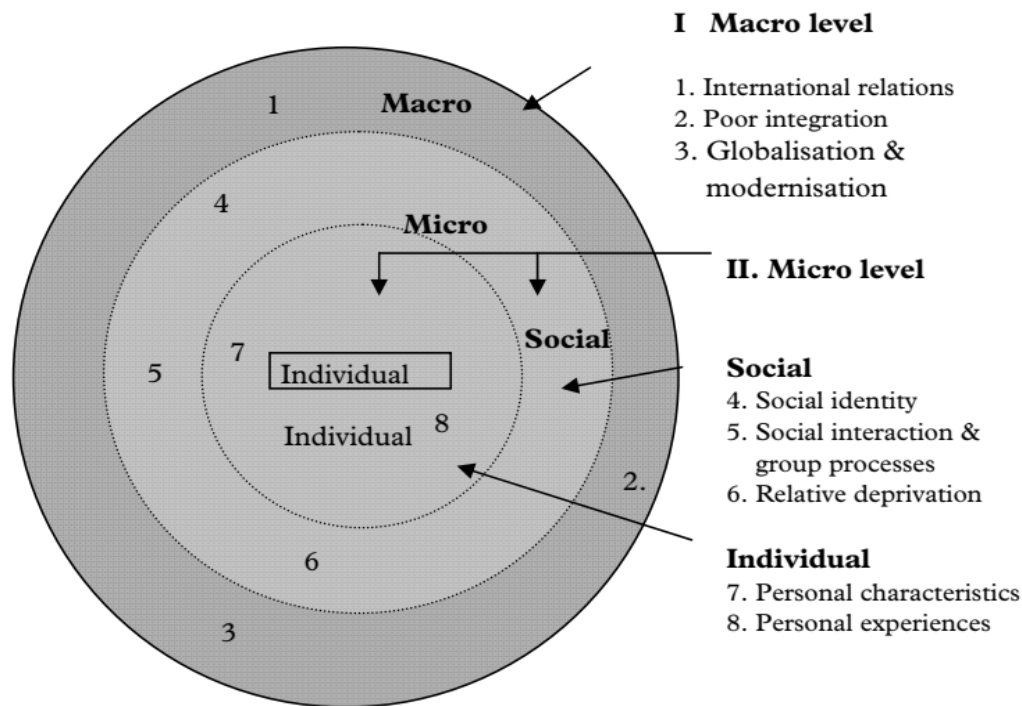 I Macro level
1. International relations
2. Poor integration
3. Globalisation &
modernisation
II. Micro level
Social
4. Social identity
5. Social interaction &
group processes
6. Relative deprivation
Individual
7. Personal characteristics
8. Personal experiences
1
Macro
4
Micro
Social
7
5
Individual
8
Individual
2.
6
3